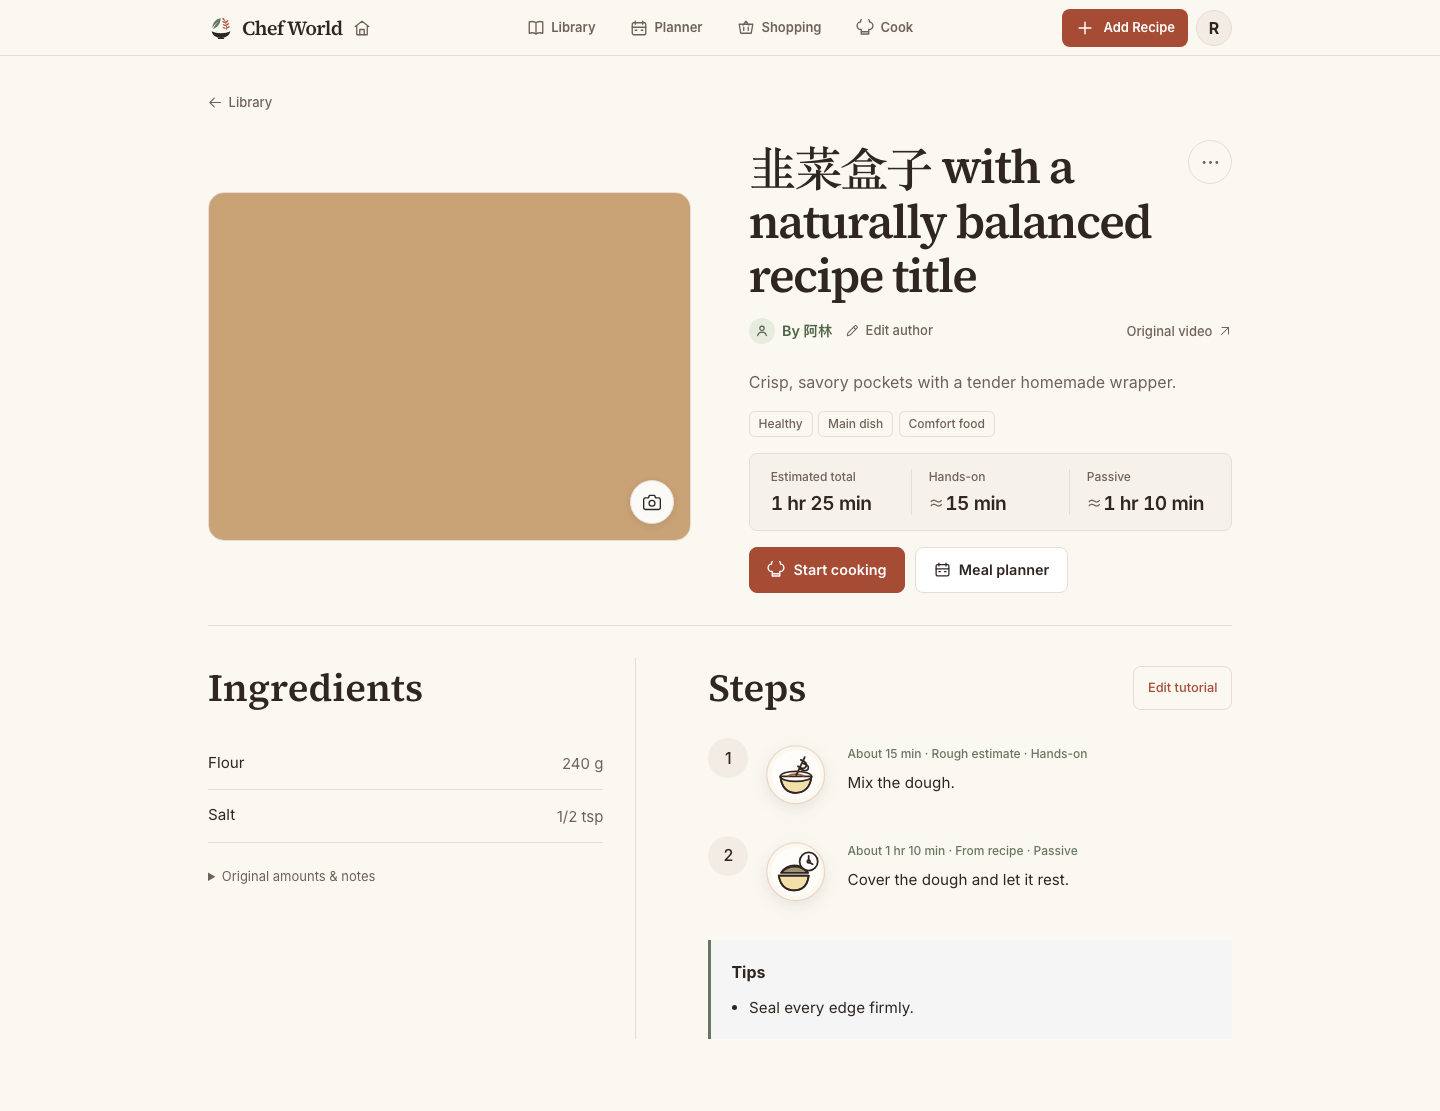 Chef World
Library
Planner
Shopping
Cook
Add Recipe
R
Library
韭菜盒子 with a
naturally balanced
recipe title
By 阿林
Edit author
Original video
Crisp, savory pockets with a tender homemade wrapper.
Healthy
Main dish
Comfort food
Estimated total
1 hr 25 min
Hands-on
≈15 min
Passive
≈1 hr 10 min
Start cooking
Meal planner
Ingredients
Flour 240 g
Salt 1/2 tsp
Original amounts & notes
Steps
Edit tutorial
1
About 15 min · Rough estimate · Hands-on
Mix the dough.
2
About 1 hr 10 min · From recipe · Passive
Cover the dough and let it rest.
Tips
• Seal every edge firmly.